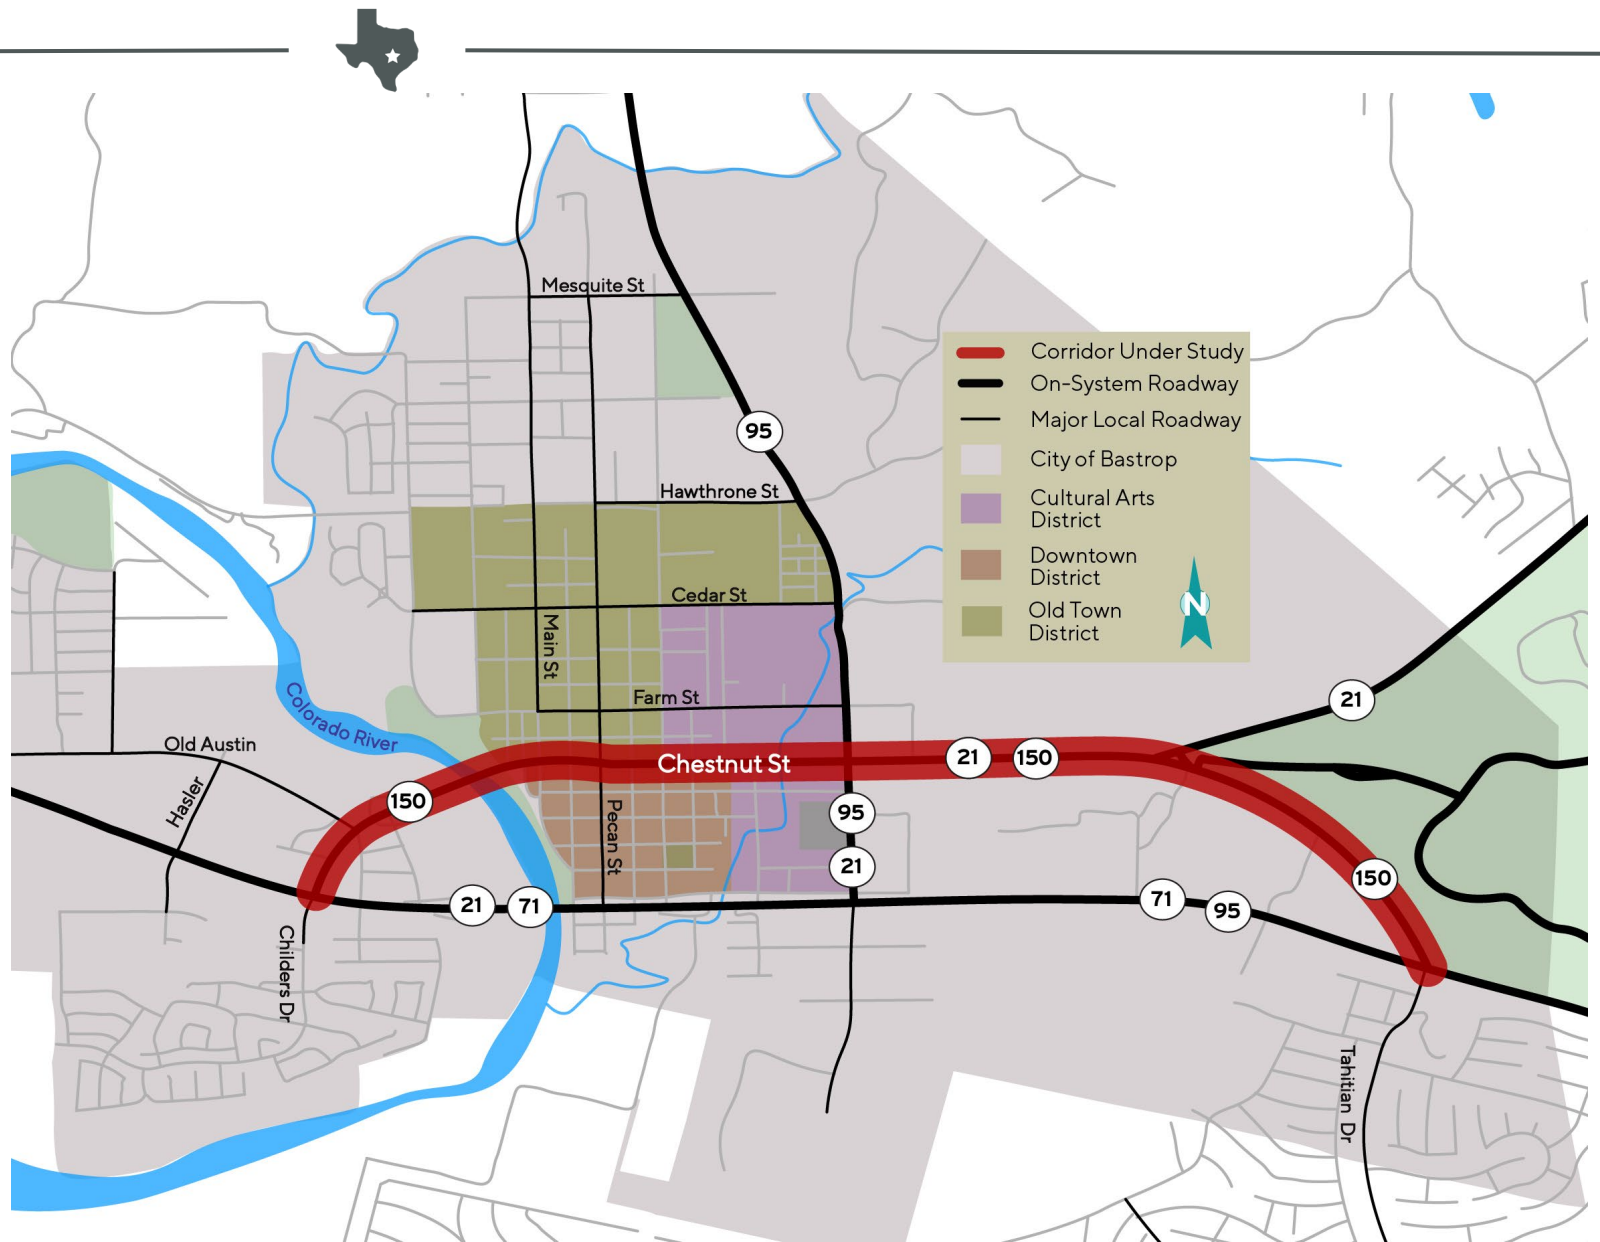 Mesquite St
95
Hawthrone St
Cedar St
Main St
Farm St
Corridor Under Study
On-System Roadway
Major Local Roadway
City of Bastrop
Cultural Arts
District
Downtown
District
Old Town
District
N
21
Colorado River
Old Austin
Hasler
150
Chestnut St
21
150
Pecan St
95
21
150
21
71
71
95
Childers Dr
Tahitian Dr